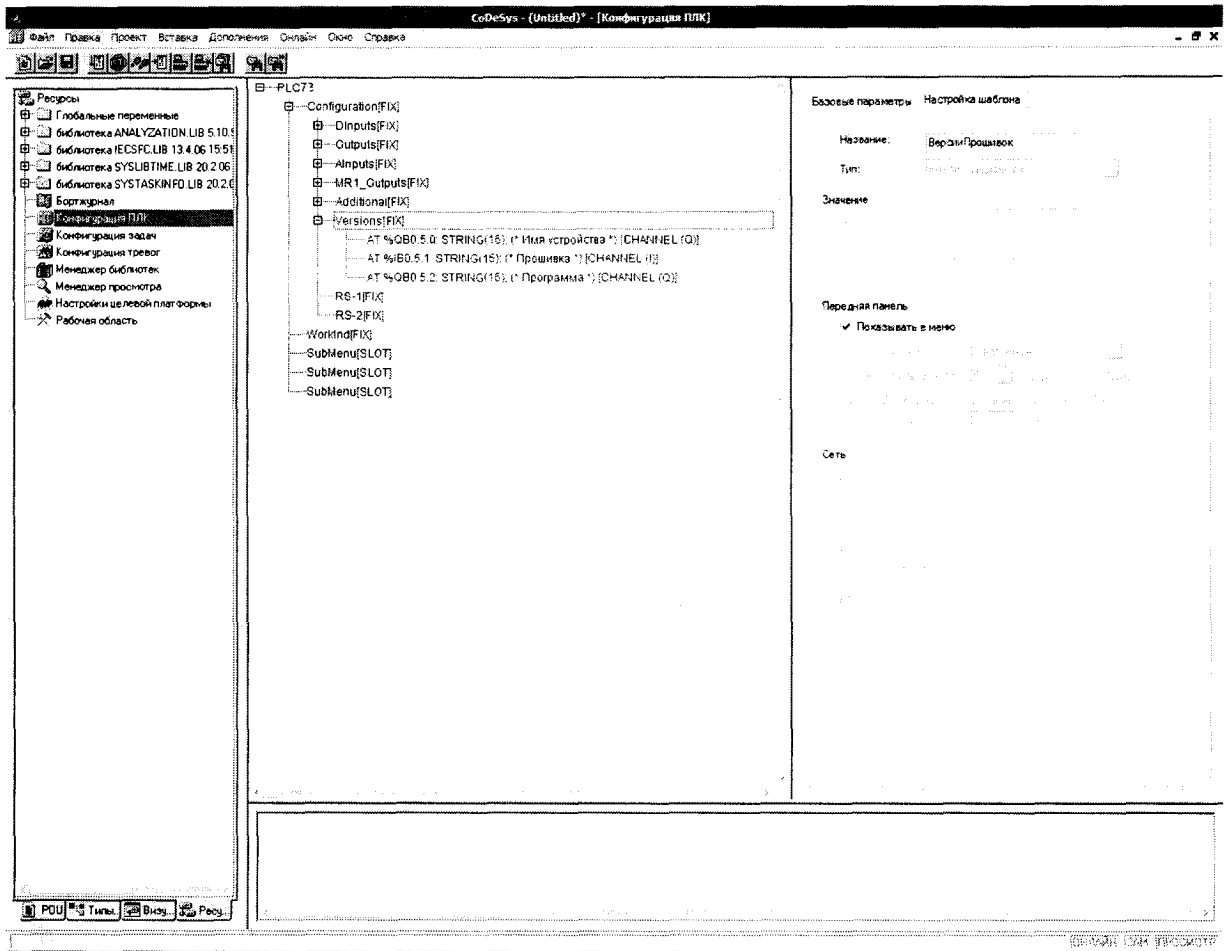 CoDeSys - (Untitled)* - [Конфигурация ПЛК]
Файл Правка Проект Вставка Дополнения Онлайн Окно Справка
Ресурсы
Глобальные переменные
библиотека ANALYZATION.LIB 5.10.9
библиотека IECSFC.LIB 13.4.06 15:51
библиотека SYSLIBTIME.LIB 20.2.06
библиотека SYSTASKINFO.LIB 20.2.0
Бортжурнал
Конфигурация ПЛК
Конфигурация задач
Конфигурация тревог
Менеджер библиотек
Менеджер просмотра
Настройки целевой платформы
Рабочая область
POU Типы. Визу... Ресу...
PLC73
Configuration[FIX]
DInputs[FIX]
Outputs[FIX]
AInputs[FIX]
MR1_Outputs[FIX]
Additional[FIX]
Versions[FIX]
AT %QB0.5.0: STRING(16); (* Имя устройства *) [CHANNEL (Q)]
AT %IB0.5.1: STRING(16); (* Прошивка *) [CHANNEL (I)]
AT %QB0.5.2: STRING(16); (* Программа *) [CHANNEL (Q)]
RS-1[FIX]
RS-2[FIX]
WorkInd[FIX]
SubMenu[SLOT]
SubMenu[SLOT]
SubMenu[SLOT]
Базовые параметры Настройка шаблона
Название: ВерсииПрошивок
Тип:
Значение
Передняя панель
Показывать в меню
Сеть
ОНЛАЙН ПРОСМОТР